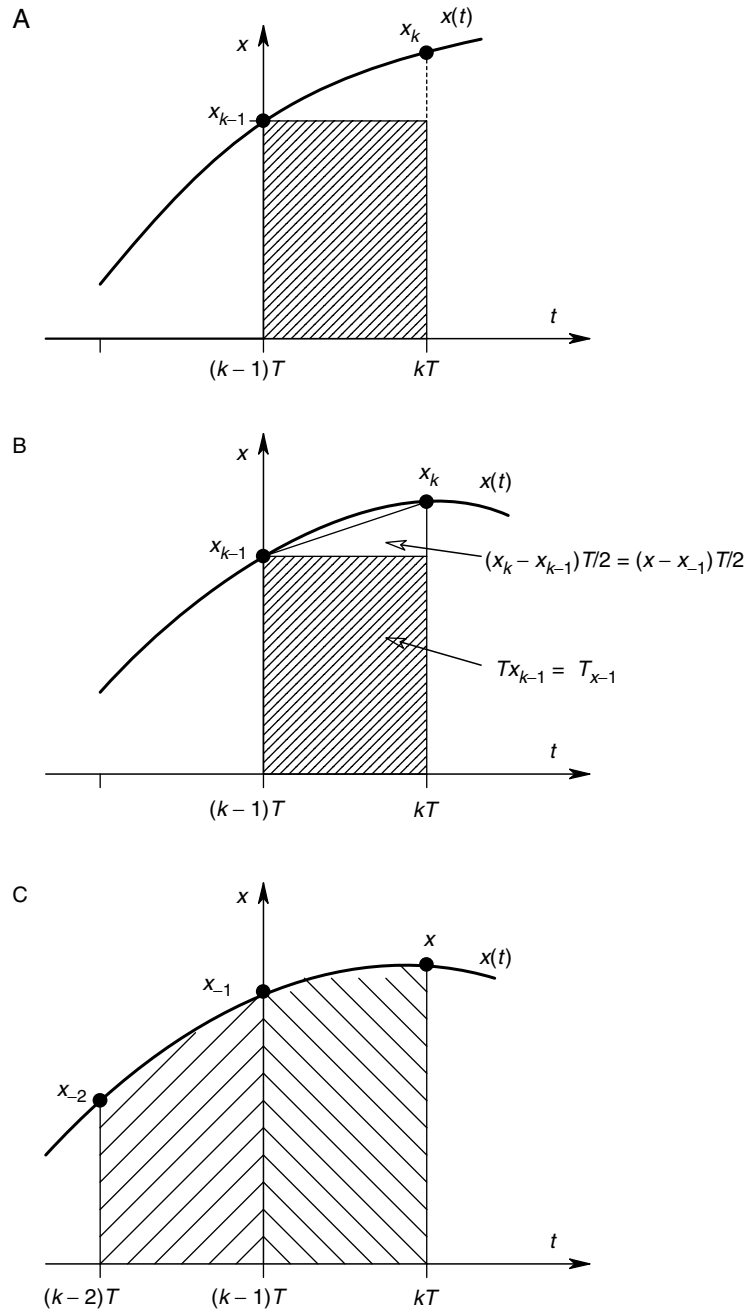 A
x
x_k
x(t)
x_{k–1}
t
(k – 1)T
kT
B
x
x_k
x(t)
x_{k–1}
(x_k – x_{k–1})T/2 = (x – x_{–1})T/2
Tx_{k–1} = T_{x–1}
t
(k – 1)T
kT
C
x
x
x(t)
x_{–1}
x_{–2}
t
(k – 2)T
(k – 1)T
kT